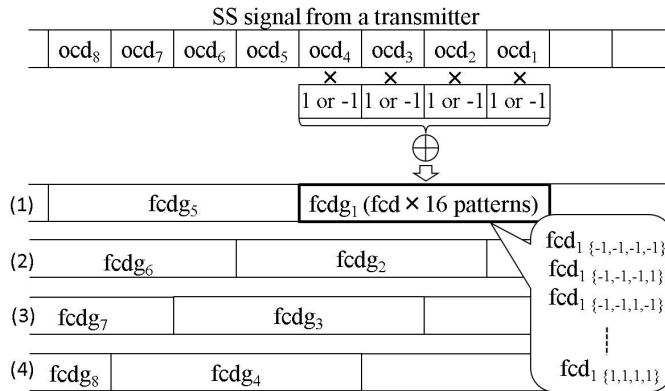 SS signal from a transmitter
ocd₈ ocd₇ ocd₆ ocd₅ ocd₄ ocd₃ ocd₂ ocd₁
× × × ×
1 or -1 1 or -1 1 or -1 1 or -1
(1) fcdg₅ fcdg₁ (fcd × 16 patterns)
fcd₁ {-1,-1,-1,-1}
(2) fcdg₆ fcdg₂
fcd₁ {-1,-1,-1,1}
fcd₁ {-1,-1,1,-1}
(3) fcdg₇ fcdg₃
(4) fcdg₈ fcdg₄
fcd₁ {1,1,1,1}